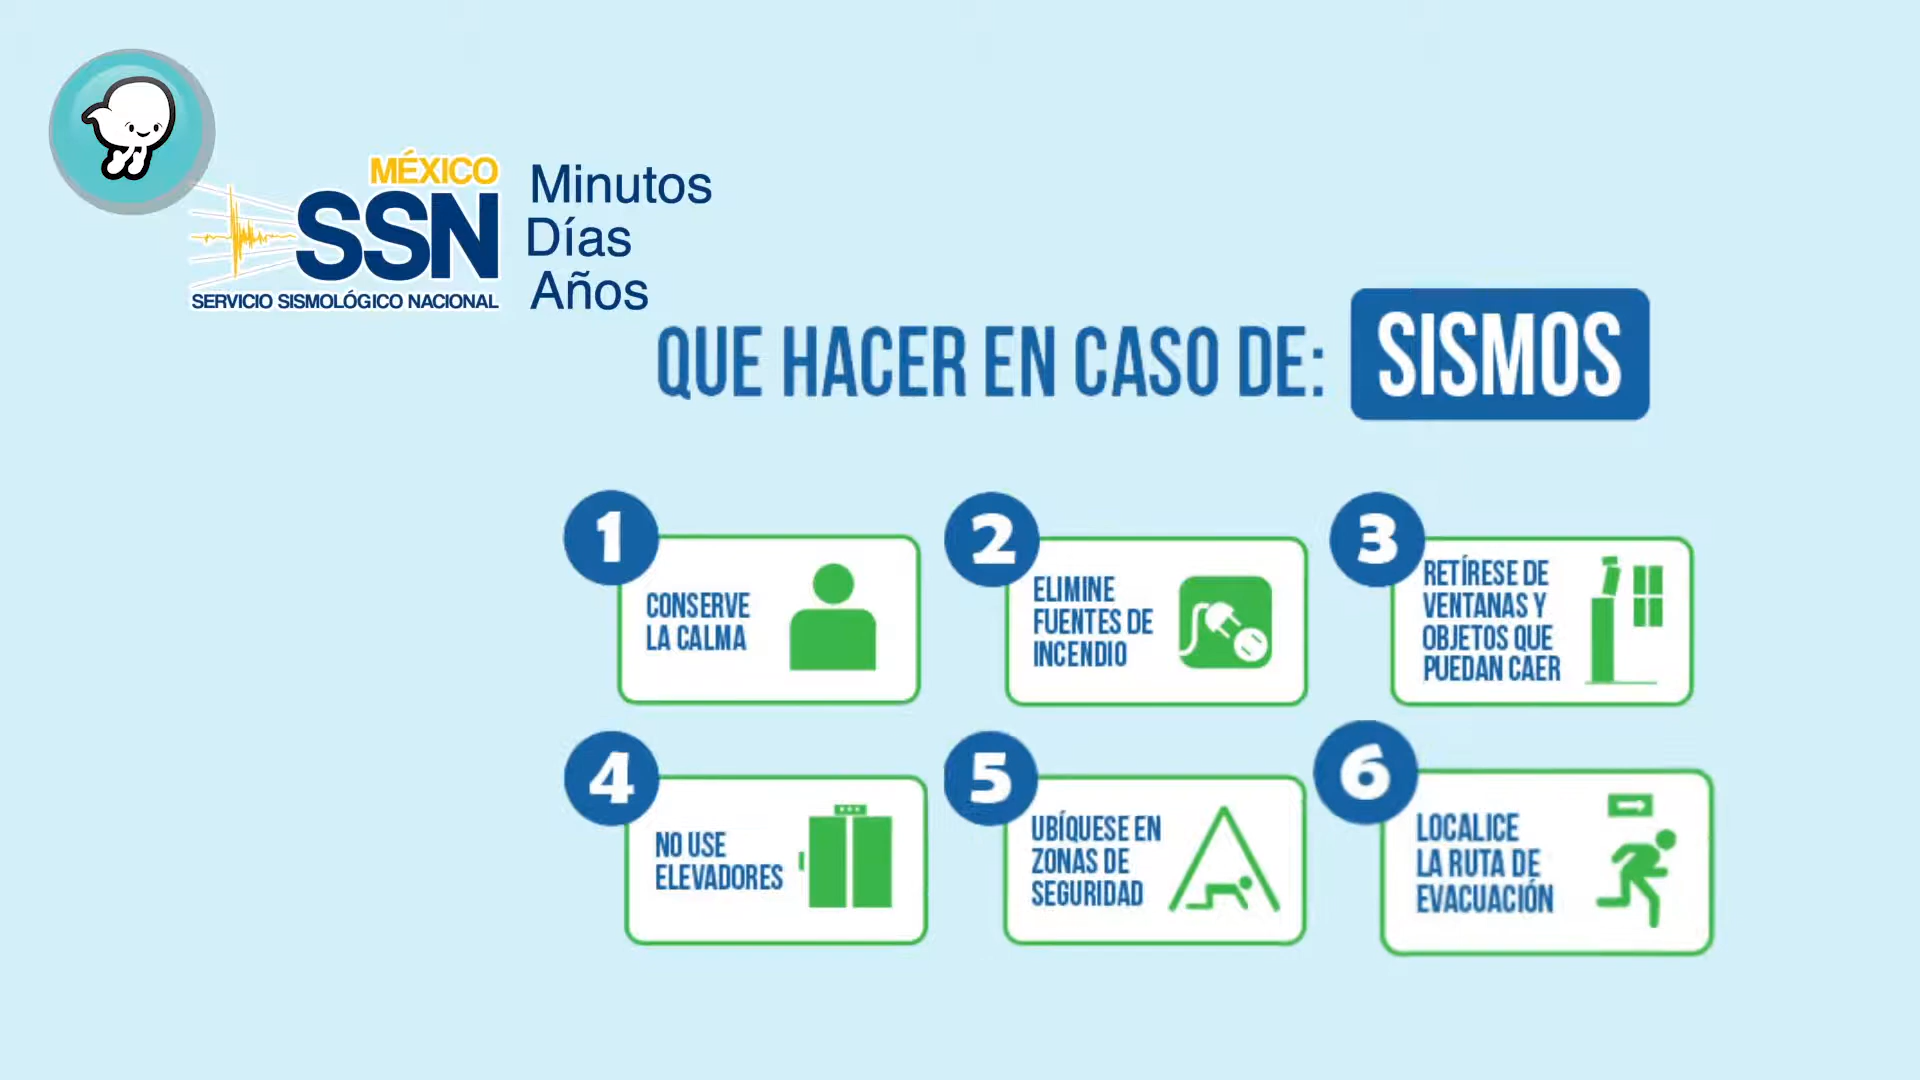 MÉXICO
SSN
SERVICIO SISMOLÓGICO NACIONAL
Minutos
Días
Años
QUE HACER EN CASO DE: SISMOS
1
CONSERVE
LA CALMA
2
ELIMINE
FUENTES DE
INCENDIO
3
RETÍRESE DE
VENTANAS Y
OBJETOS QUE
PUEDAN CAER
4
NO USE
ELEVADORES
5
UBÍQUESE EN
ZONAS DE
SEGURIDAD
6
LOCALICE
LA RUTA DE
EVACUACIÓN